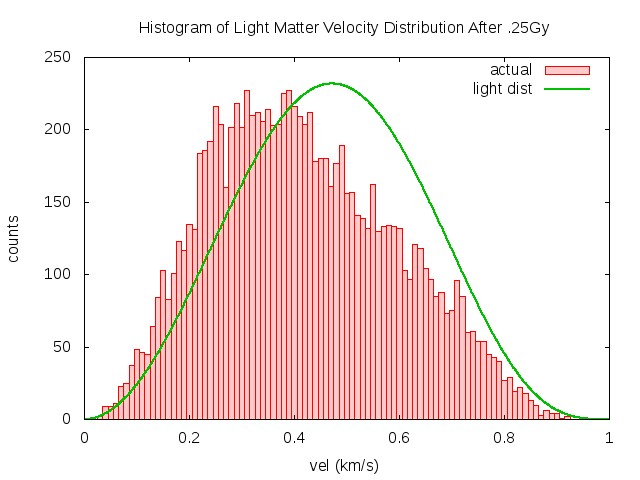 Histogram of Light Matter Velocity Distribution After .25Gy
250
200
150
100
50
0
counts
actual
light dist
0 0.2 0.4 0.6 0.8 1
vel (km/s)